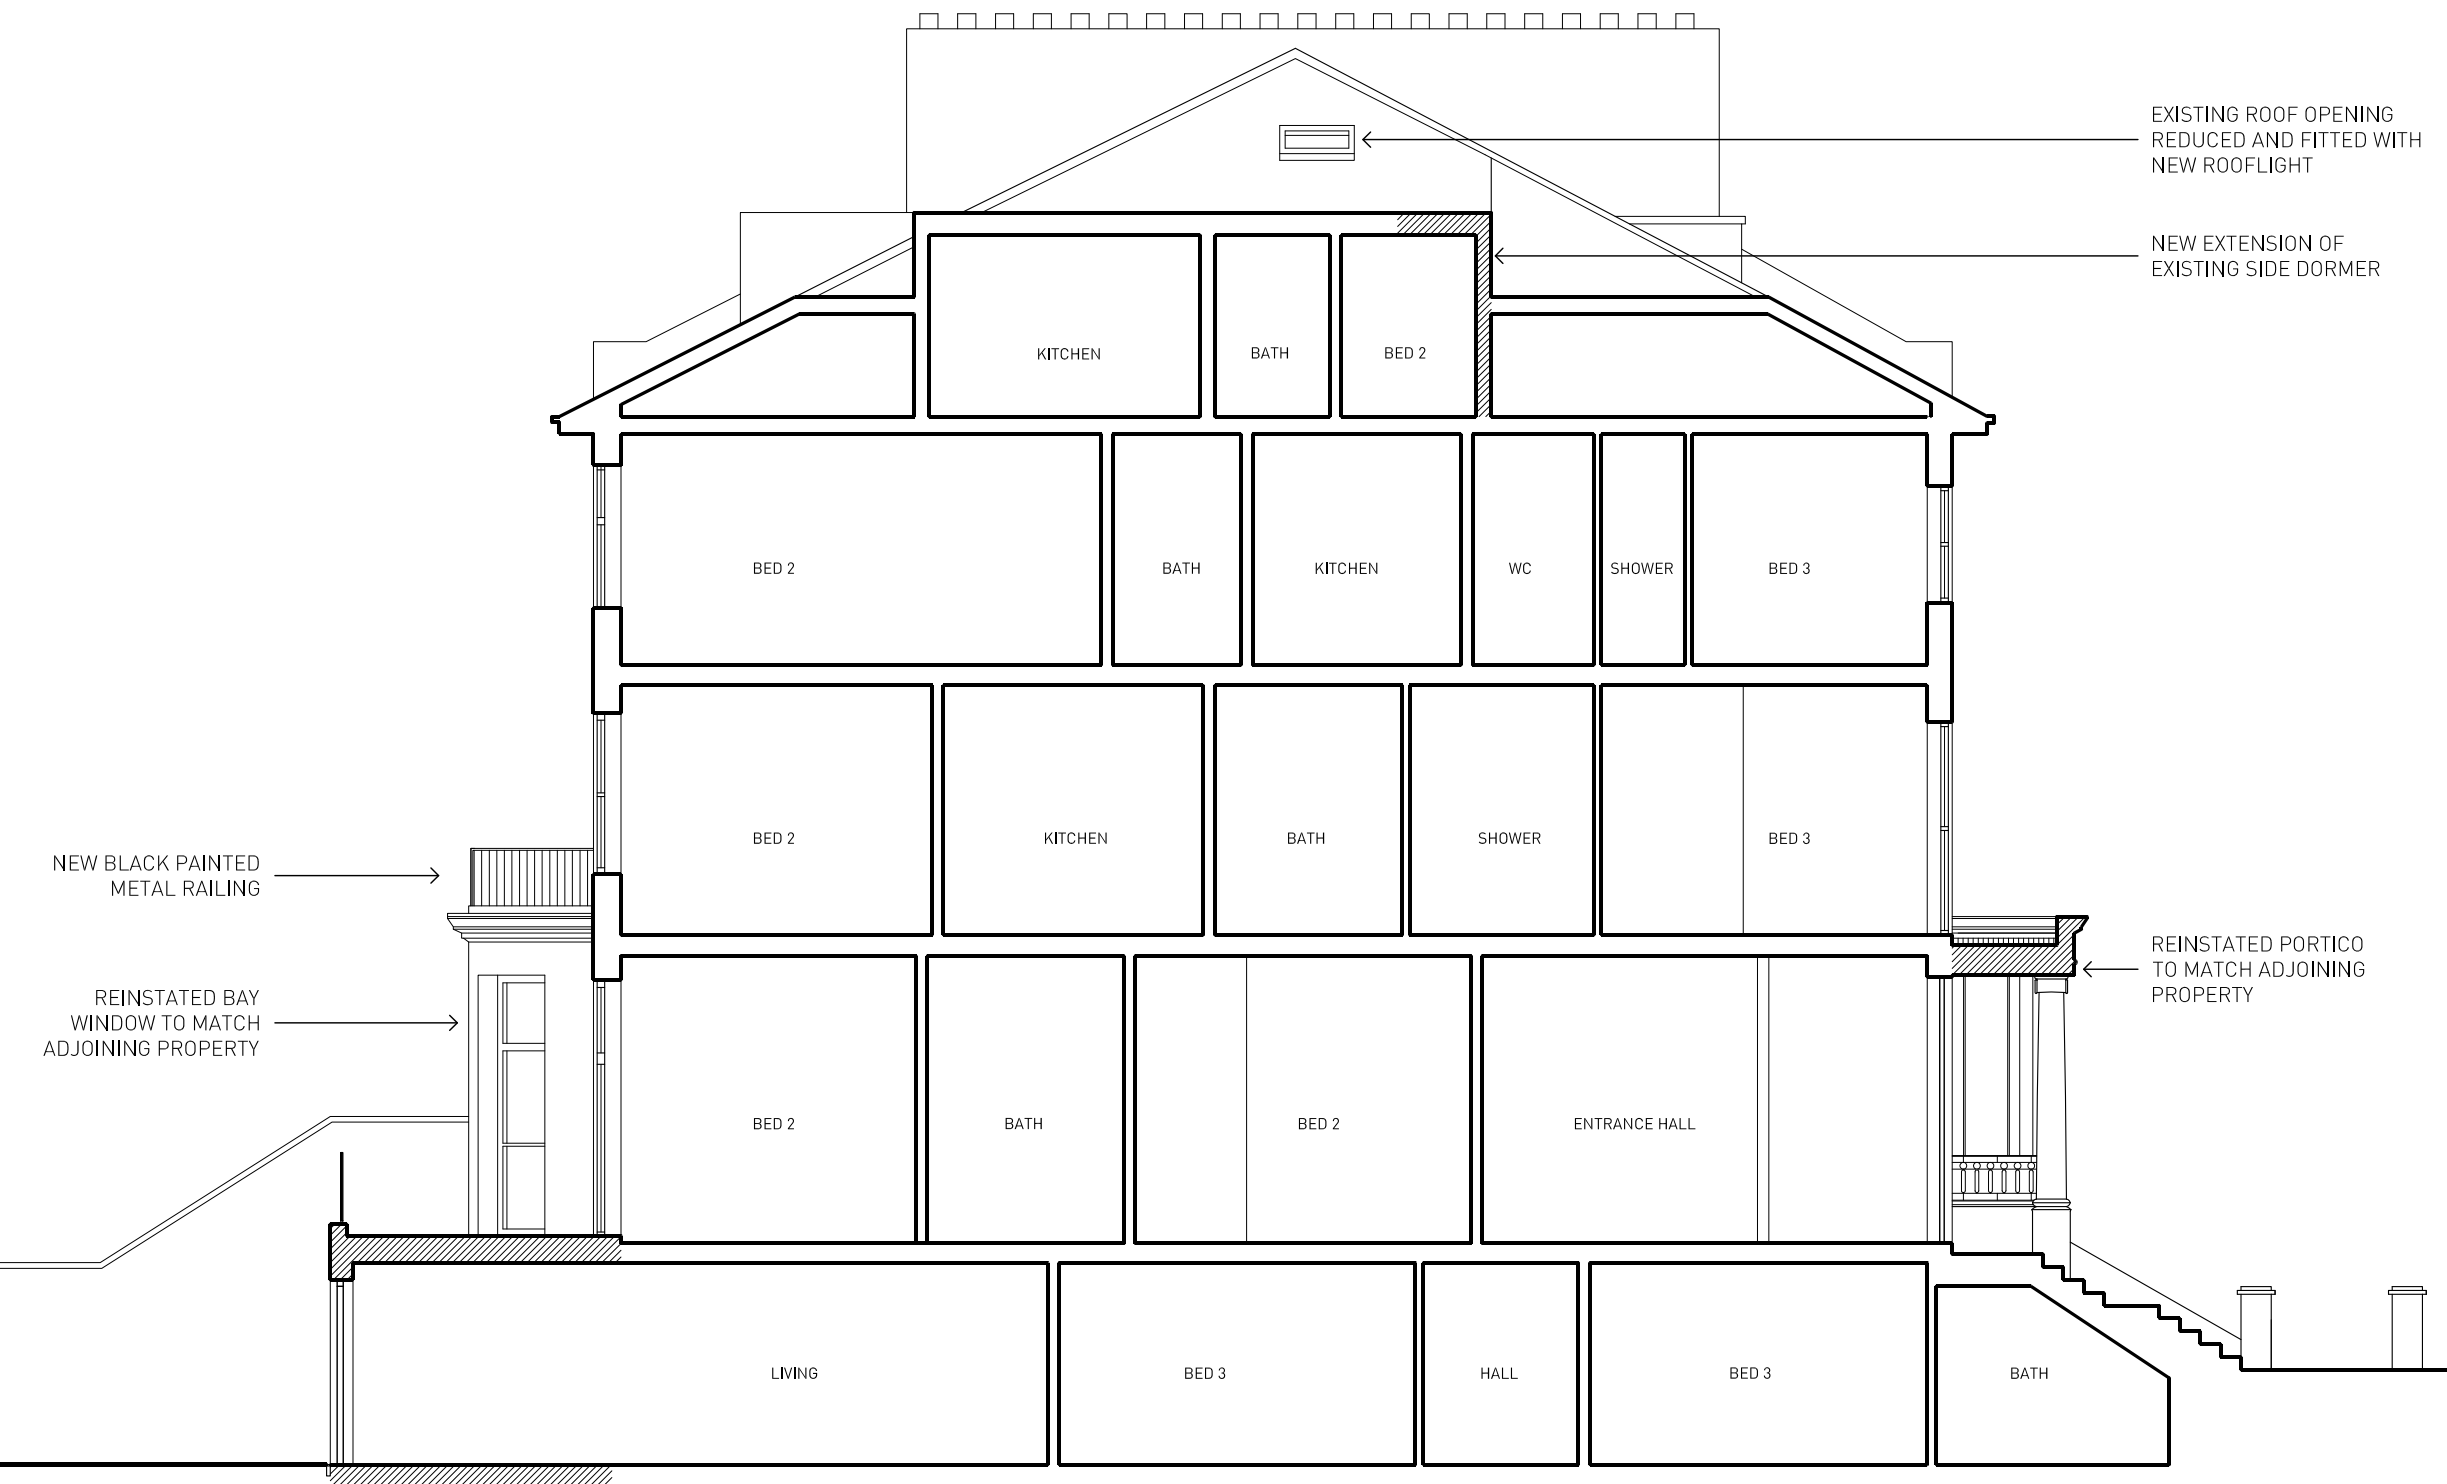 EXISTING ROOF OPENING
REDUCED AND FITTED WITH
NEW ROOFLIGHT
NEW EXTENSION OF
EXISTING SIDE DORMER
KITCHEN
BATH
BED 2
BED 2
BATH
KITCHEN
WC
SHOWER
BED 3
BED 2
KITCHEN
BATH
SHOWER
BED 3
NEW BLACK PAINTED
METAL RAILING
REINSTATED PORTICO
TO MATCH ADJOINING
PROPERTY
REINSTATED BAY
WINDOW TO MATCH
ADJOINING PROPERTY
BED 2
BATH
BED 2
ENTRANCE HALL
LIVING
BED 3
HALL
BED 3
BATH